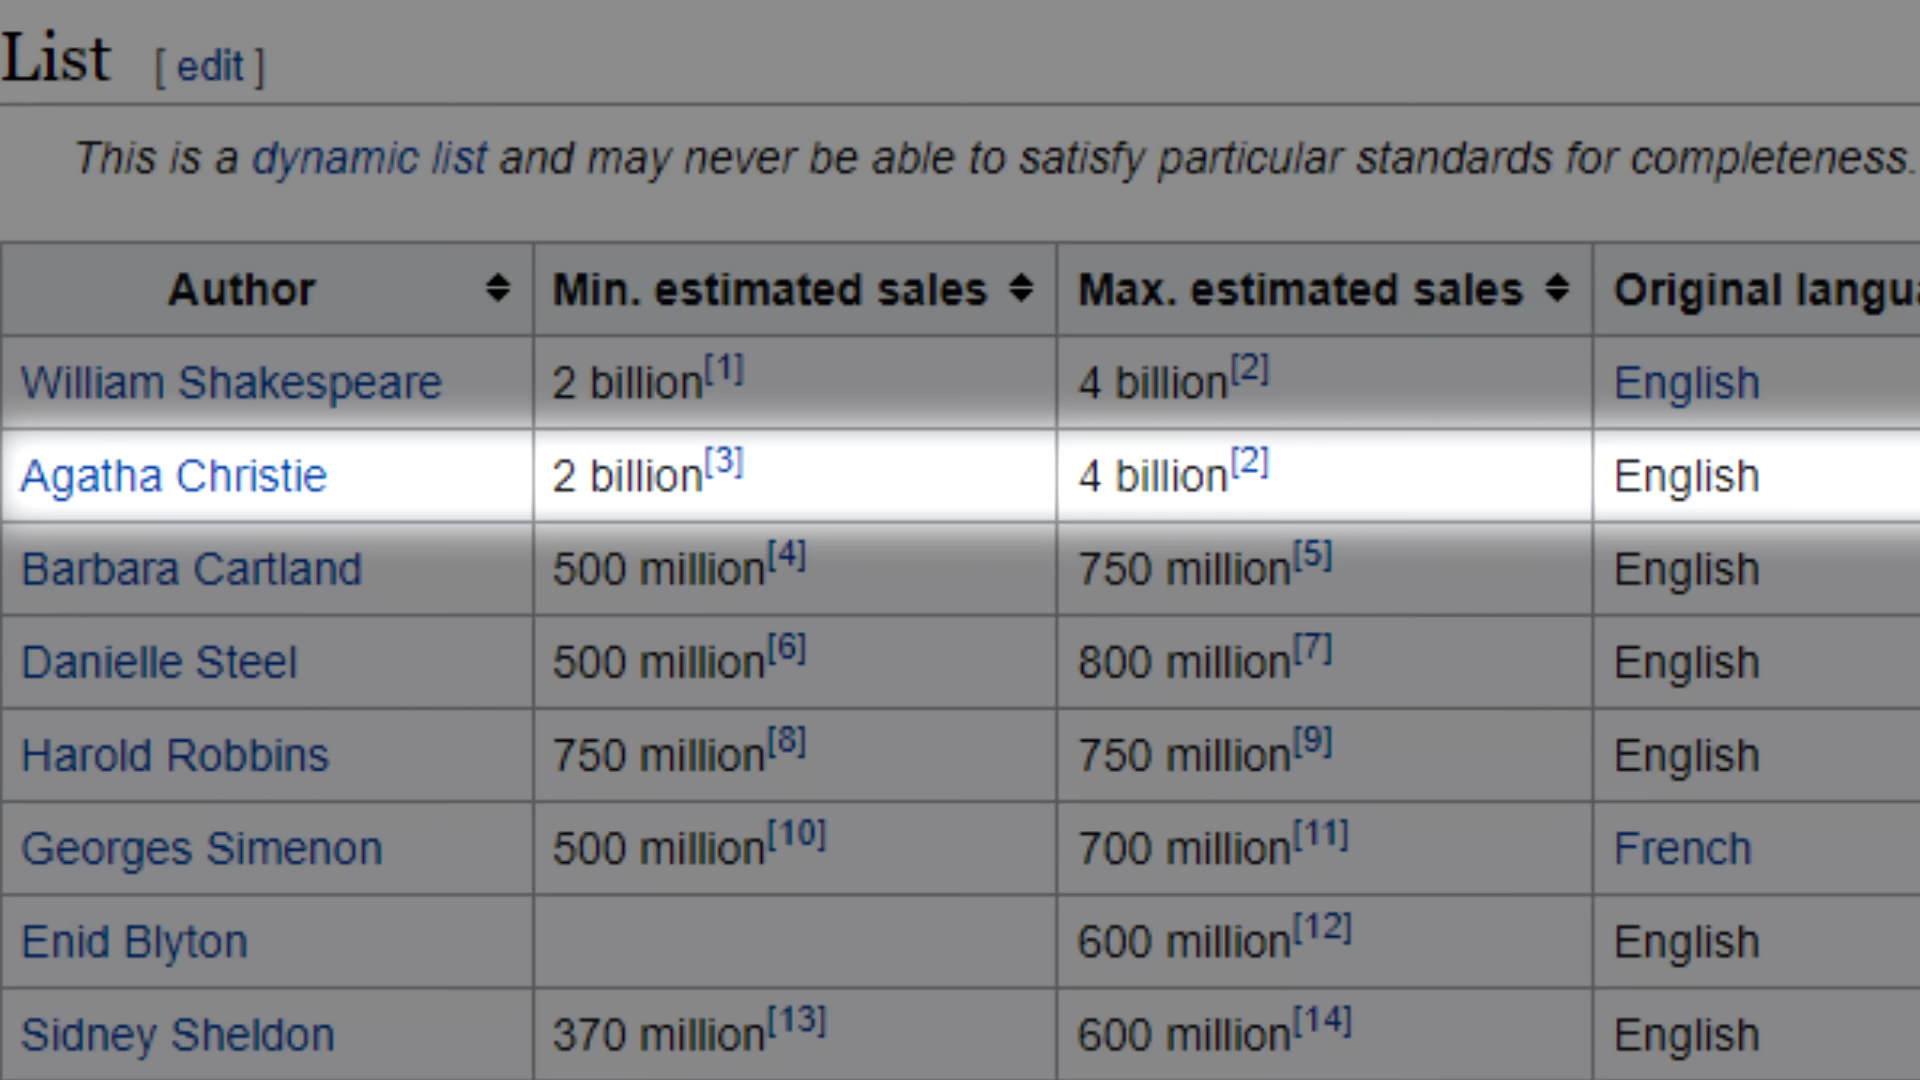 List [ edit ]
This is a dynamic list and may never be able to satisfy particular standards for completeness.
Author Min. estimated sales Max. estimated sales Original langua
William Shakespeare 2 billion[1] 4 billion[2] English
Agatha Christie 2 billion[3] 4 billion[2] English
Barbara Cartland 500 million[4] 750 million[5] English
Danielle Steel 500 million[6] 800 million[7] English
Harold Robbins 750 million[8] 750 million[9] English
Georges Simenon 500 million[10] 700 million[11] French
Enid Blyton 600 million[12] English
Sidney Sheldon 370 million[13] 600 million[14] English